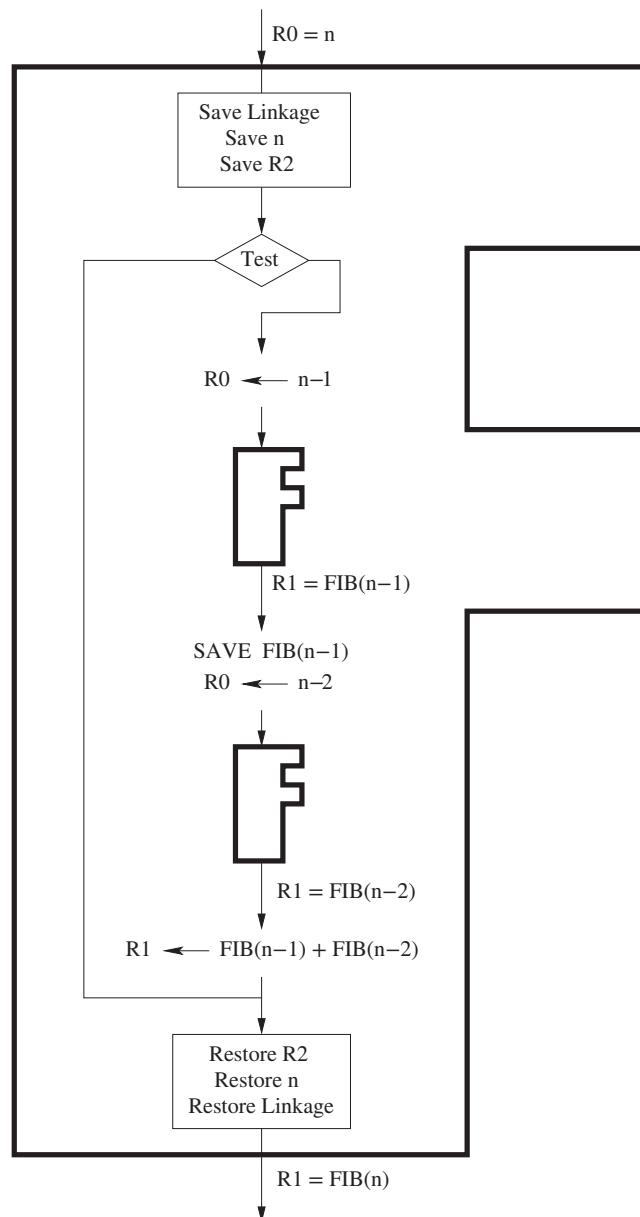 R0 = n
Save Linkage
Save n
Save R2
Test
R0 ← n−1
R1 = FIB(n−1)
SAVE FIB(n−1)
R0 ← n−2
R1 = FIB(n−2)
R1 ← FIB(n−1) + FIB(n−2)
Restore R2
Restore n
Restore Linkage
R1 = FIB(n)